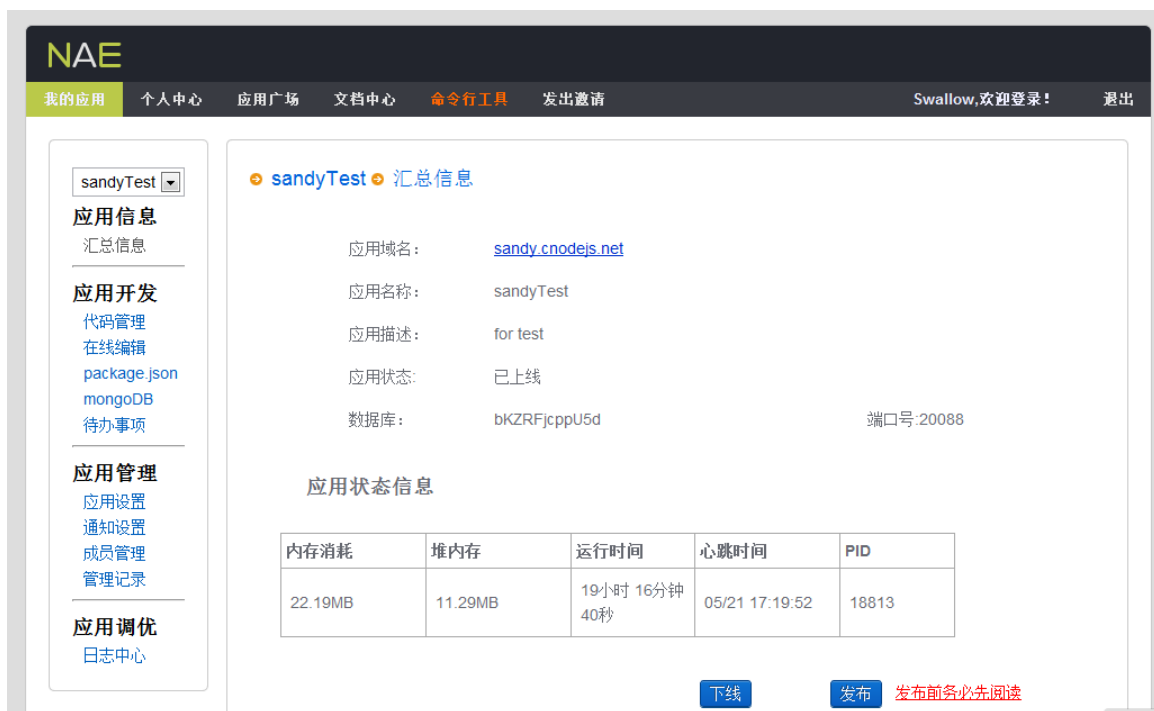 NAE
我的应用 个人中心 应用广场 文档中心 命令行工具 发出邀请 Swallow,欢迎登录! 退出
sandyTest
应用信息
汇总信息
应用开发
代码管理
在线编辑
package.json
mongoDB
待办事项
应用管理
应用设置
通知设置
成员管理
管理记录
应用调优
日志中心
sandyTest 汇总信息
应用域名: sandy.cnodejs.net
应用名称: sandyTest
应用描述: for test
应用状态: 已上线
数据库: bKZRFjcppU5d 端口号:20088
应用状态信息
内存消耗 堆内存 运行时间 心跳时间 PID
22.19MB 11.29MB 19小时 16分钟 05/21 17:19:52 18813
40秒
下线 发布 发布前务必先阅读